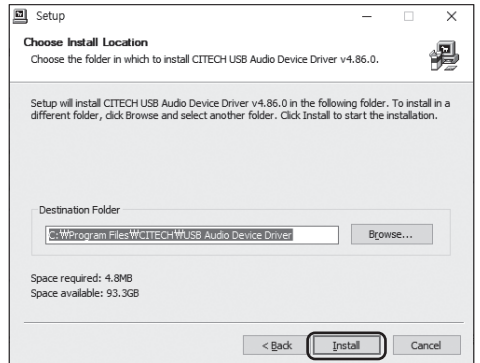 Setup
Choose Install Location
Choose the folder in which to install CITECH USB Audio Device Driver v4.86.0.
Setup will install CITECH USB Audio Device Driver v4.86.0 in the following folder. To install in a
different folder, click Browse and select another folder. Click Install to start the installation.
Destination Folder
C:₩Program Files₩CITECH₩USB Audio Device Driver
Browse...
Space required: 4.8MB
Space available: 93.3GB
< Back
Install
Cancel